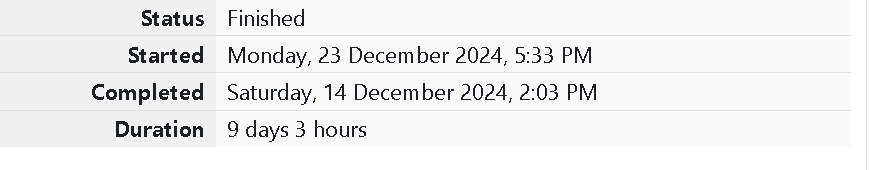 Status Finished
Started Monday, 23 December 2024, 5:33 PM
Completed Saturday, 14 December 2024, 2:03 PM
Duration 9 days 3 hours